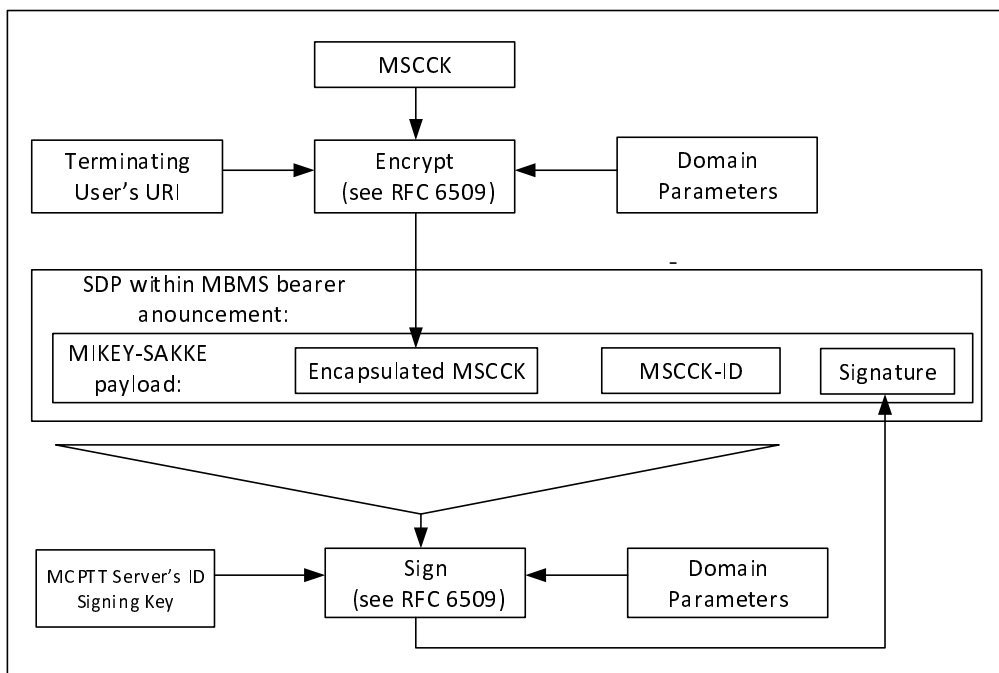 MSCCK
Terminating
User's URI
Encrypt
(see RFC 6509)
Domain
Parameters
SDP within MBMS bearer
anouncement:
MIKEY-SAKKE
payload:
Encapsulated MSCCK
MSCCK-ID
Signature
MCPTT Server's ID
Signing Key
Sign
(see RFC 6509)
Domain
Parameters